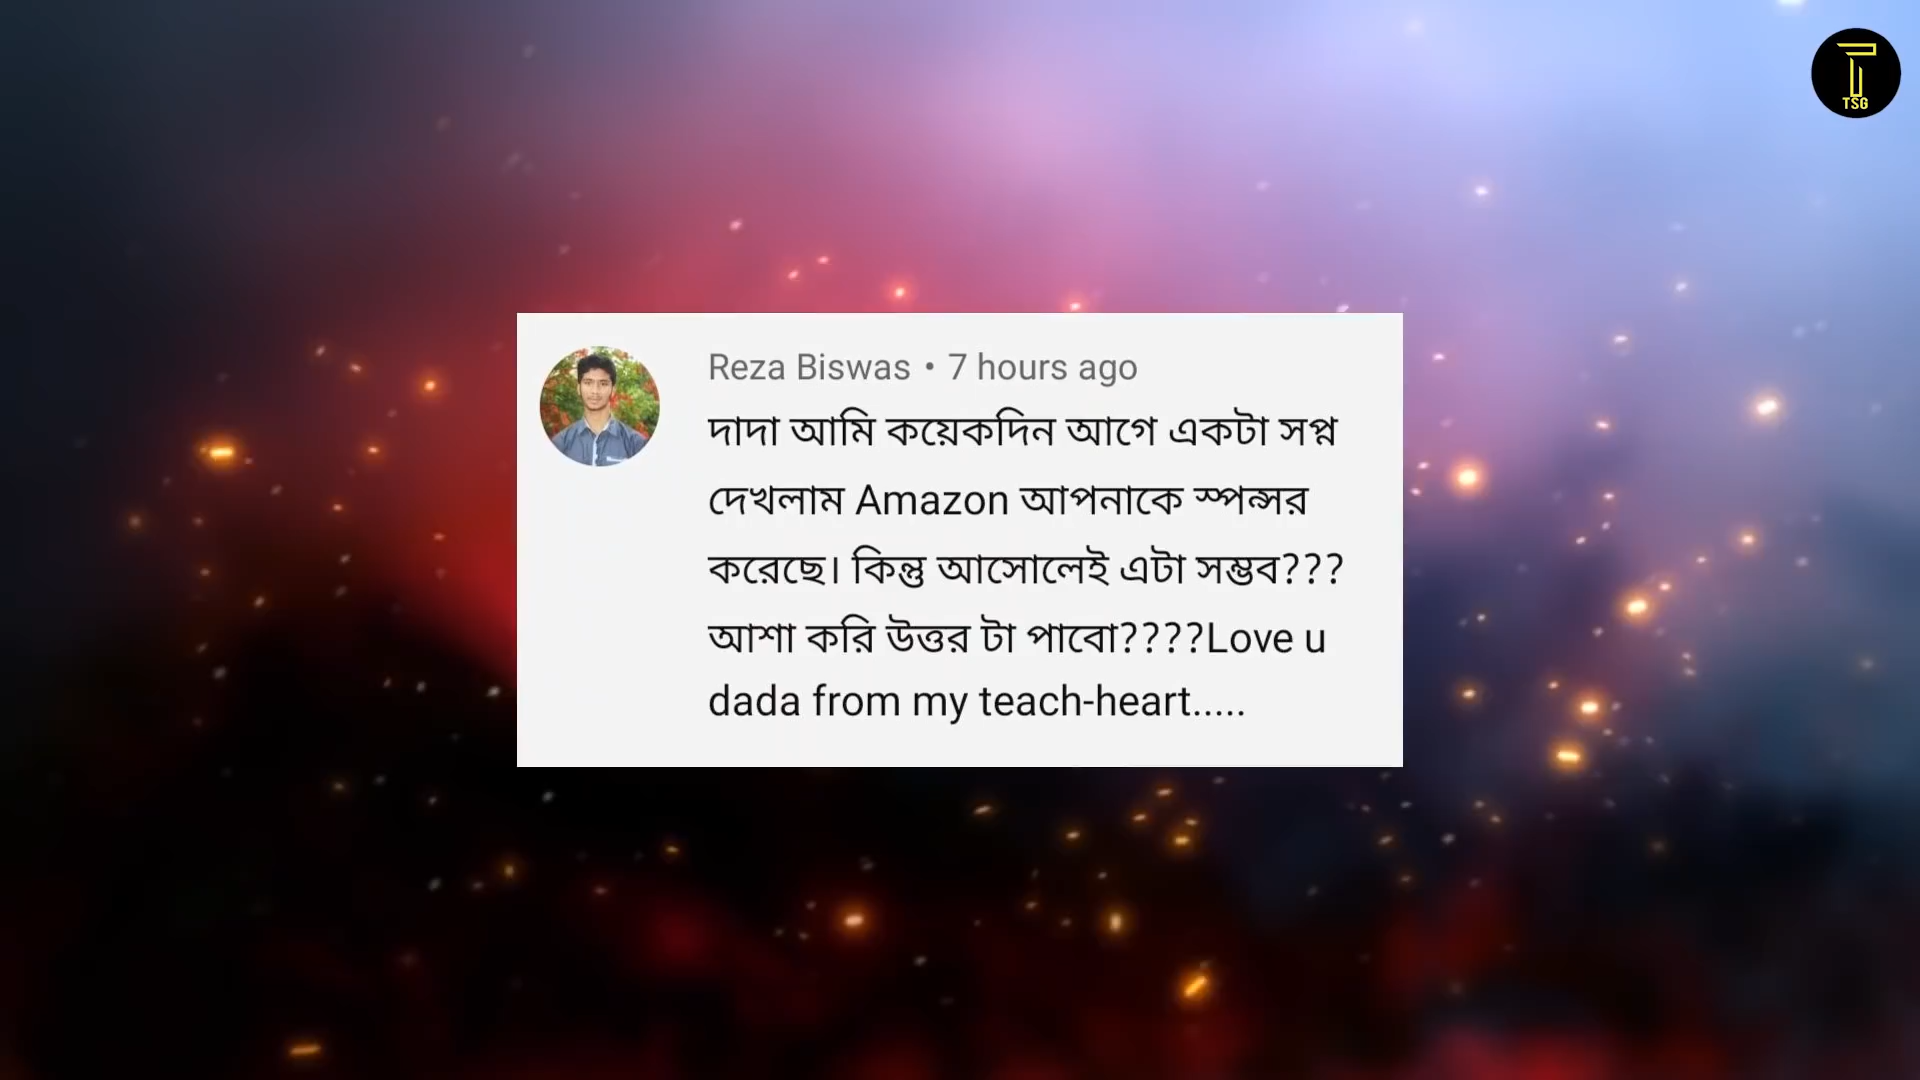 TSG
Reza Biswas • 7 hours ago
দাদা আমি কয়েকদিন আগে একটা সপ্ন
দেখলাম Amazon আপনাকে স্পন্সর
করেছে। কিন্তু আসোলেই এটা সম্ভব???
আশা করি উত্তর টা পাবো????Love u
dada from my teach-heart.....